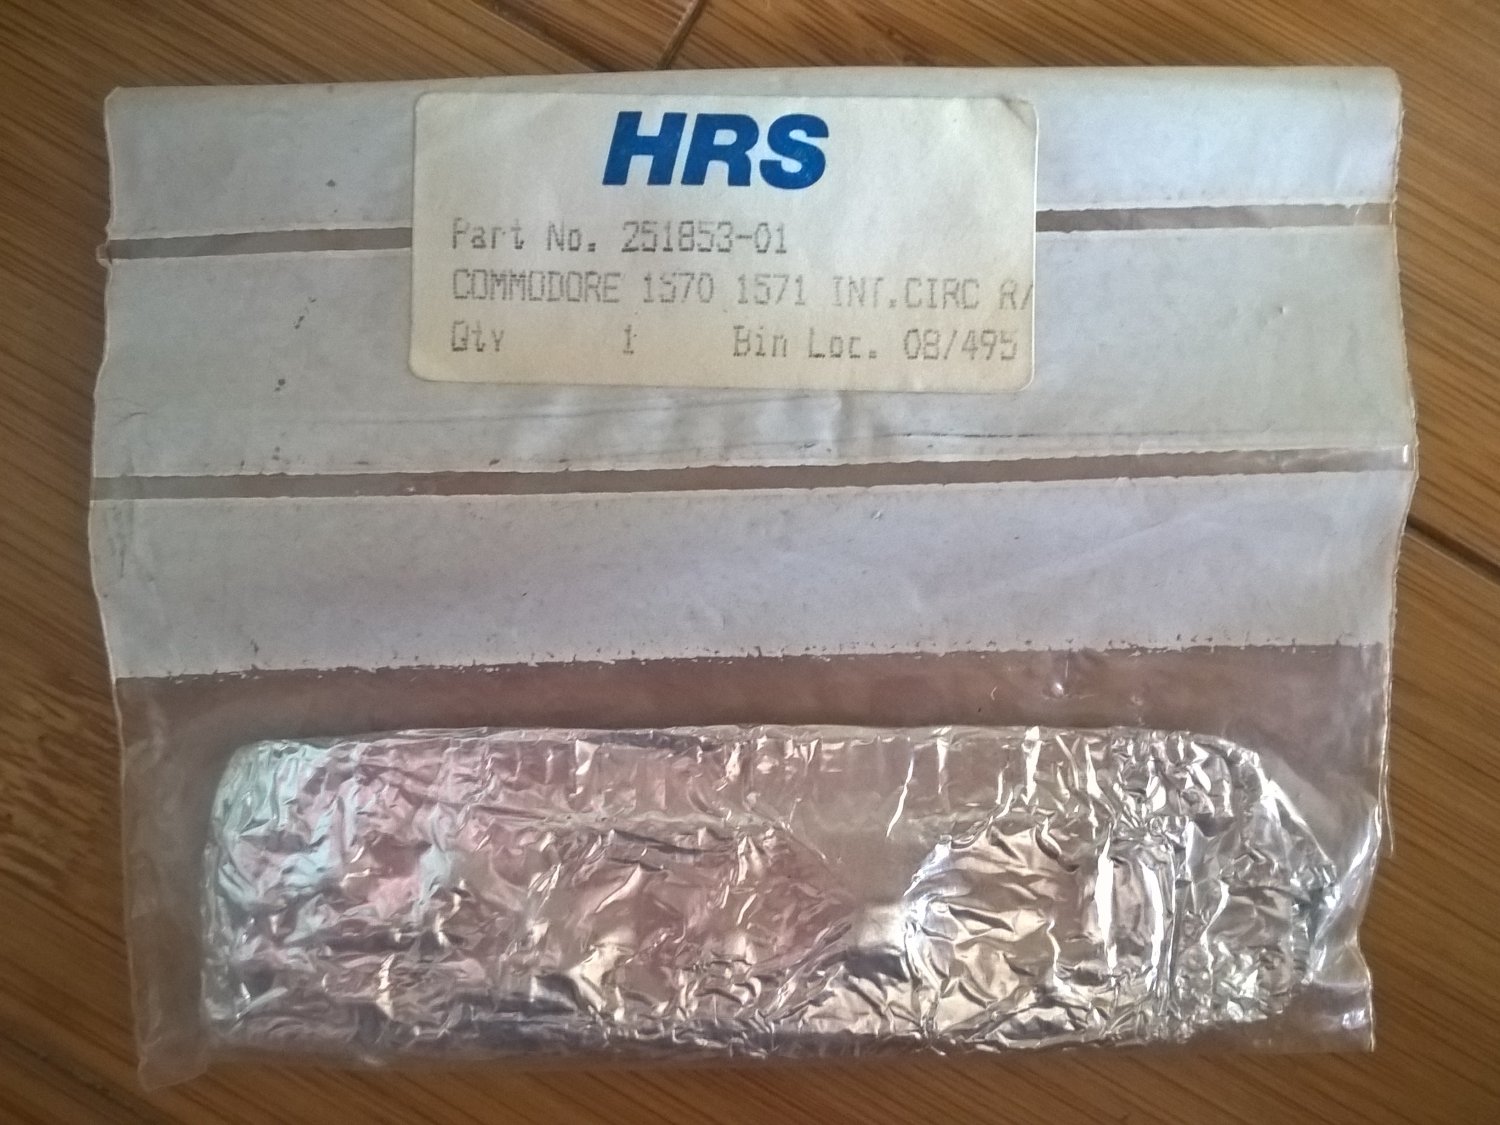 HRS
Part No. 251853-01
COMMODORE 1570 1571 INT.CIRC R/
Qty 1 Bin Loc. 08/495